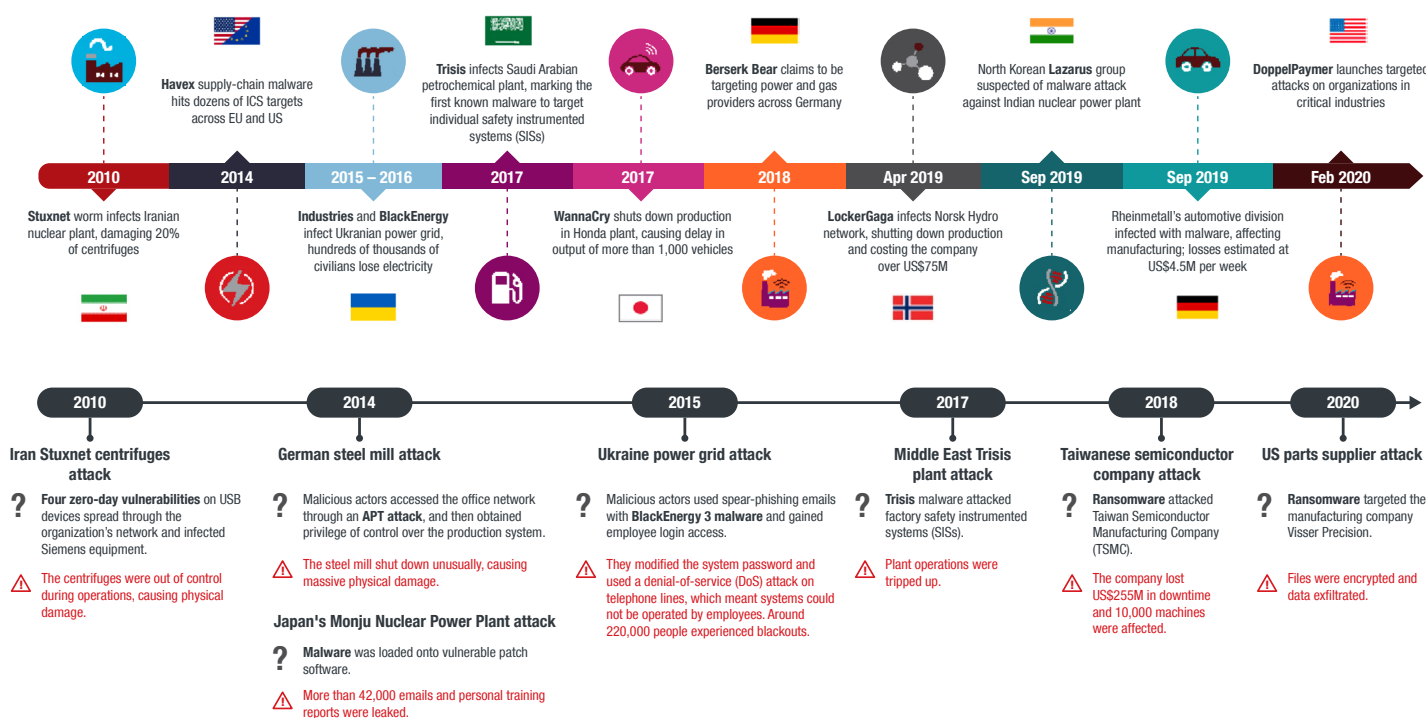 Havex supply-chain malware
hits dozens of ICS targets
across EU and US
Trisis infects Saudi Arabian
petrochemical plant, marking the
first known malware to target
individual safety instrumented
systems (SISs)
Berserk Bear claims to be
targeting power and gas
providers across Germany
North Korean Lazarus group
suspected of malware attack
against Indian nuclear power plant
DoppelPaymer launches targeted
attacks on organizations in
critical industries
2010
2014
2015 – 2016
2017
2017
2018
Apr 2019
Sep 2019
Sep 2019
Feb 2020
Stuxnet worm infects Iranian
nuclear plant, damaging 20%
of centrifuges
Industries and BlackEnergy
infect Ukranian power grid,
hundreds of thousands of
civilians lose electricity
WannaCry shuts down production
in Honda plant, causing delay in
output of more than 1,000 vehicles
LockerGaga infects Norsk Hydro
network, shutting down production
and costing the company
over US$75M
Rheinmetall's automotive division
infected with malware, affecting
manufacturing; losses estimated at
US$4.5M per week
2010
2014
2015
2017
2018
2020
Iran Stuxnet centrifuges
attack
? Four zero-day vulnerabilities on USB
devices spread through the
organization's network and infected
Siemens equipment.
The centrifuges were out of control
during operations, causing physical
damage.
German steel mill attack
? Malicious actors accessed the office network
through an APT attack, and then obtained
privilege of control over the production system.
The steel mill shut down unusually, causing
massive physical damage.
Japan's Monju Nuclear Power Plant attack
? Malware was loaded onto vulnerable patch
software.
More than 42,000 emails and personal training
reports were leaked.
Ukraine power grid attack
? Malicious actors used spear-phishing emails
with BlackEnergy 3 malware and gained
employee login access.
They modified the system password and
used a denial-of-service (DoS) attack on
telephone lines, which meant systems could
not be operated by employees. Around
220,000 people experienced blackouts.
Middle East Trisis
plant attack
? Trisis malware attacked
factory safety instrumented
systems (SISs).
Plant operations were
tripped up.
Taiwanese semiconductor
company attack
? Ransomware attacked
Taiwan Semiconductor
Manufacturing Company
(TSMC).
The company lost
US$255M in downtime
and 10,000 machines
were affected.
US parts supplier attack
? Ransomware targeted the
manufacturing company
Visser Precision.
Files were encrypted and
data exfiltrated.